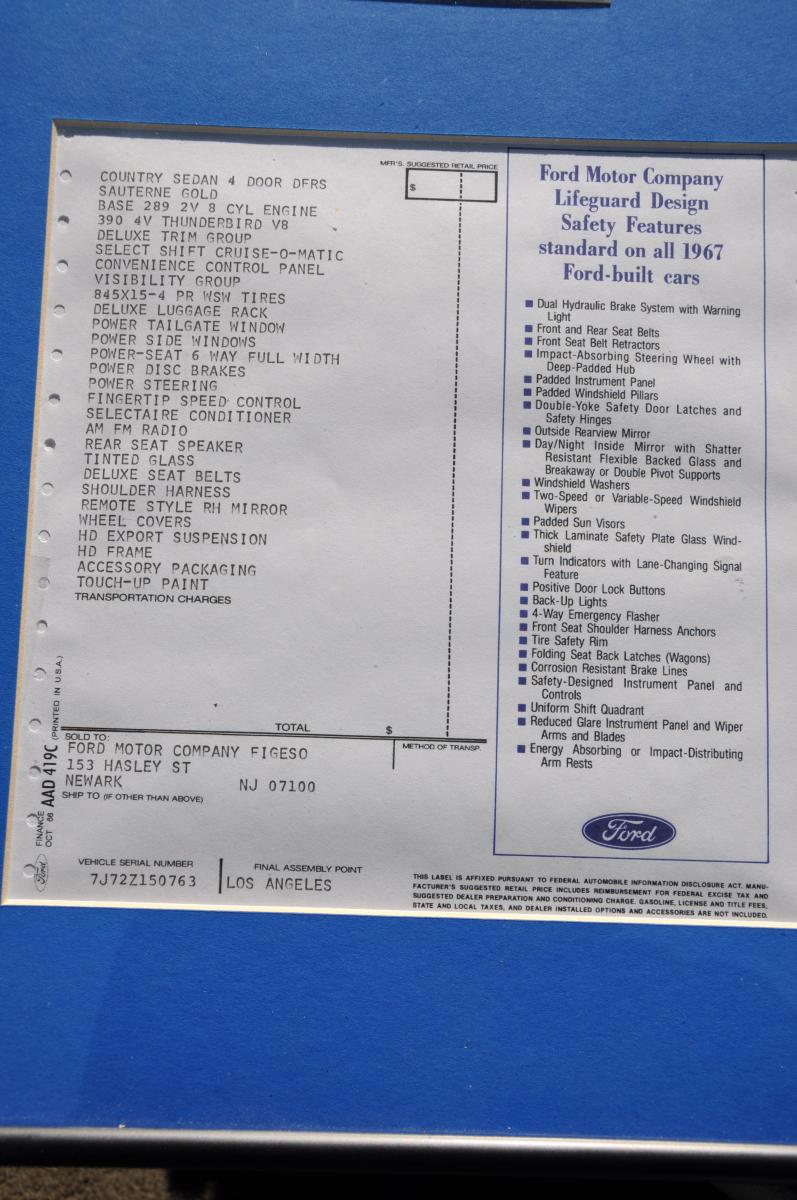 MFR'S. SUGGESTED RETAIL PRICE
$
COUNTRY SEDAN 4 DOOR DFRS
SAUTERNE GOLD
BASE 289 2V 8 CYL ENGINE
390 4V THUNDERBIRD V8
DELUXE TRIM GROUP
SELECT SHIFT CRUISE-O-MATIC
CONVENIENCE CONTROL PANEL
VISIBILITY GROUP
845X15-4 PR WSW TIRES
DELUXE LUGGAGE RACK
POWER TAILGATE WINDOW
POWER SIDE WINDOWS
POWER-SEAT 6 WAY FULL WIDTH
POWER DISC BRAKES
POWER STEERING
FINGERTIP SPEED CONTROL
SELECTAIRE CONDITIONER
AM FM RADIO
REAR SEAT SPEAKER
TINTED GLASS
DELUXE SEAT BELTS
SHOULDER HARNESS
REMOTE STYLE RH MIRROR
WHEEL COVERS
HD EXPORT SUSPENSION
HD FRAME
ACCESSORY PACKAGING
TOUCH-UP PAINT
TRANSPORTATION CHARGES
TOTAL $
SOLD TO:
FORD MOTOR COMPANY FIGESO
153 HASLEY ST
NEWARK NJ 07100
METHOD OF TRANSP.
SHIP TO (IF OTHER THAN ABOVE)
VEHICLE SERIAL NUMBER
7J72Z150763
FINAL ASSEMBLY POINT
LOS ANGELES
Ford FINANCE
OCT 66 AAD 419C (PRINTED IN U.S.A.)
Ford Motor Company
Lifeguard Design
Safety Features
standard on all 1967
Ford-built cars
■ Dual Hydraulic Brake System with Warning
Light
■ Front and Rear Seat Belts
■ Front Seat Belt Retractors
■ Impact-Absorbing Steering Wheel with
Deep-Padded Hub
■ Padded Instrument Panel
■ Padded Windshield Pillars
■ Double-Yoke Safety Door Latches and
Safety Hinges
■ Outside Rearview Mirror
■ Day/Night Inside Mirror with Shatter
Resistant Flexible Backed Glass and
Breakaway or Double Pivot Supports
■ Windshield Washers
■ Two-Speed or Variable-Speed Windshield
Wipers
■ Padded Sun Visors
■ Thick Laminate Safety Plate Glass Wind-
shield
■ Turn Indicators with Lane-Changing Signal
Feature
■ Positive Door Lock Buttons
■ Back-Up Lights
■ 4-Way Emergency Flasher
■ Front Seat Shoulder Harness Anchors
■ Tire Safety Rim
■ Folding Seat Back Latches (Wagons)
■ Corrosion Resistant Brake Lines
■ Safety-Designed Instrument Panel and
Controls
■ Uniform Shift Quadrant
■ Reduced Glare Instrument Panel and Wiper
Arms and Blades
■ Energy Absorbing or Impact-Distributing
Arm Rests
Ford
THIS LABEL IS AFFIXED PURSUANT TO FEDERAL AUTOMOBILE INFORMATION DISCLOSURE ACT. MANU-
FACTURER'S SUGGESTED RETAIL PRICE INCLUDES REIMBURSEMENT FOR FEDERAL EXCISE TAX AND
SUGGESTED DEALER PREPARATION AND CONDITIONING CHARGE. GASOLINE, LICENSE AND TITLE FEES,
STATE AND LOCAL TAXES, AND DEALER INSTALLED OPTIONS AND ACCESSORIES ARE NOT INCLUDED.